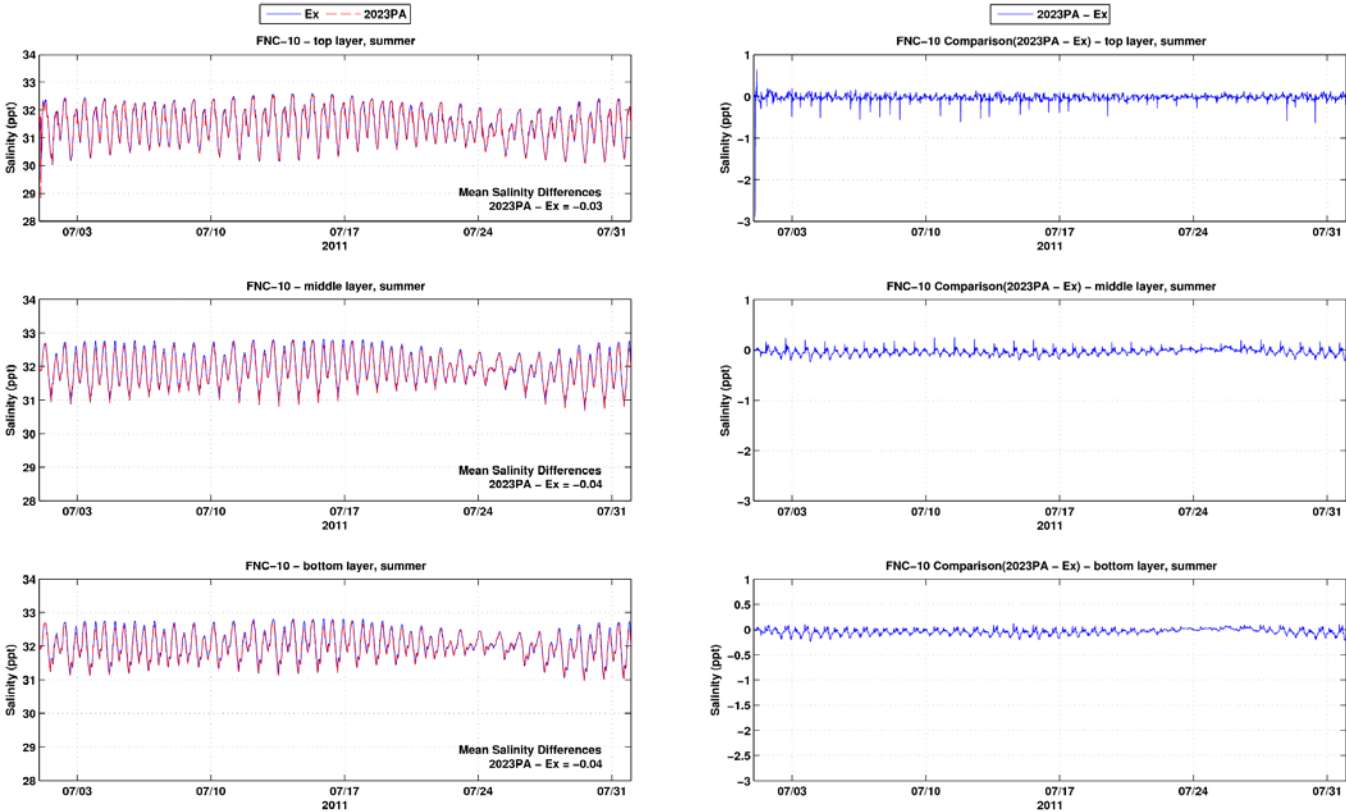 Ex 2023PA
2023PA − Ex
FNC−10 − top layer, summer
34
33
32
31
30
29
28
Salinity (ppt)
Mean Salinity Differences
2023PA − Ex = −0.03
07/03 07/10 07/17 07/24 07/31
2011
FNC−10 Comparison(2023PA − Ex) − top layer, summer
1
0
−1
−2
−3
Salinity (ppt)
07/03 07/10 07/17 07/24 07/31
2011
FNC−10 − middle layer, summer
34
33
32
31
30
29
28
Salinity (ppt)
Mean Salinity Differences
2023PA − Ex = −0.04
07/03 07/10 07/17 07/24 07/31
2011
FNC−10 Comparison(2023PA − Ex) − middle layer, summer
1
0
−1
−2
−3
Salinity (ppt)
07/03 07/10 07/17 07/24 07/31
2011
FNC−10 − bottom layer, summer
34
33
32
31
30
29
28
Salinity (ppt)
Mean Salinity Differences
2023PA − Ex = −0.04
07/03 07/10 07/17 07/24 07/31
2011
FNC−10 Comparison(2023PA − Ex) − bottom layer, summer
1
0.5
0
−0.5
−1
−1.5
−2
−2.5
−3
Salinity (ppt)
07/03 07/10 07/17 07/24 07/31
2011